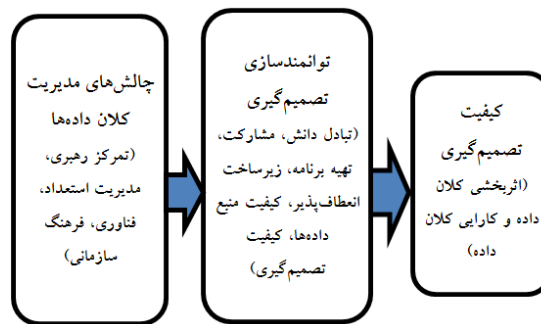 چالش‌های مدیریت
کلان داده‌ها
(تمرکز رهبری،
مدیریت استعداد،
فناوری، فرهنگ
سازمانی)
توانمندسازی
تصمیم‌گیری
(تبادل دانش، مشارکت،
تهیه برنامه، زیرساخت
انعطاف‌پذیر، کیفیت منبع
داده‌ها، کیفیت
تصمیم‌گیری)
کیفیت
تصمیم‌گیری
(اثربخشی کلان
داده و کارایی کلان
داده)